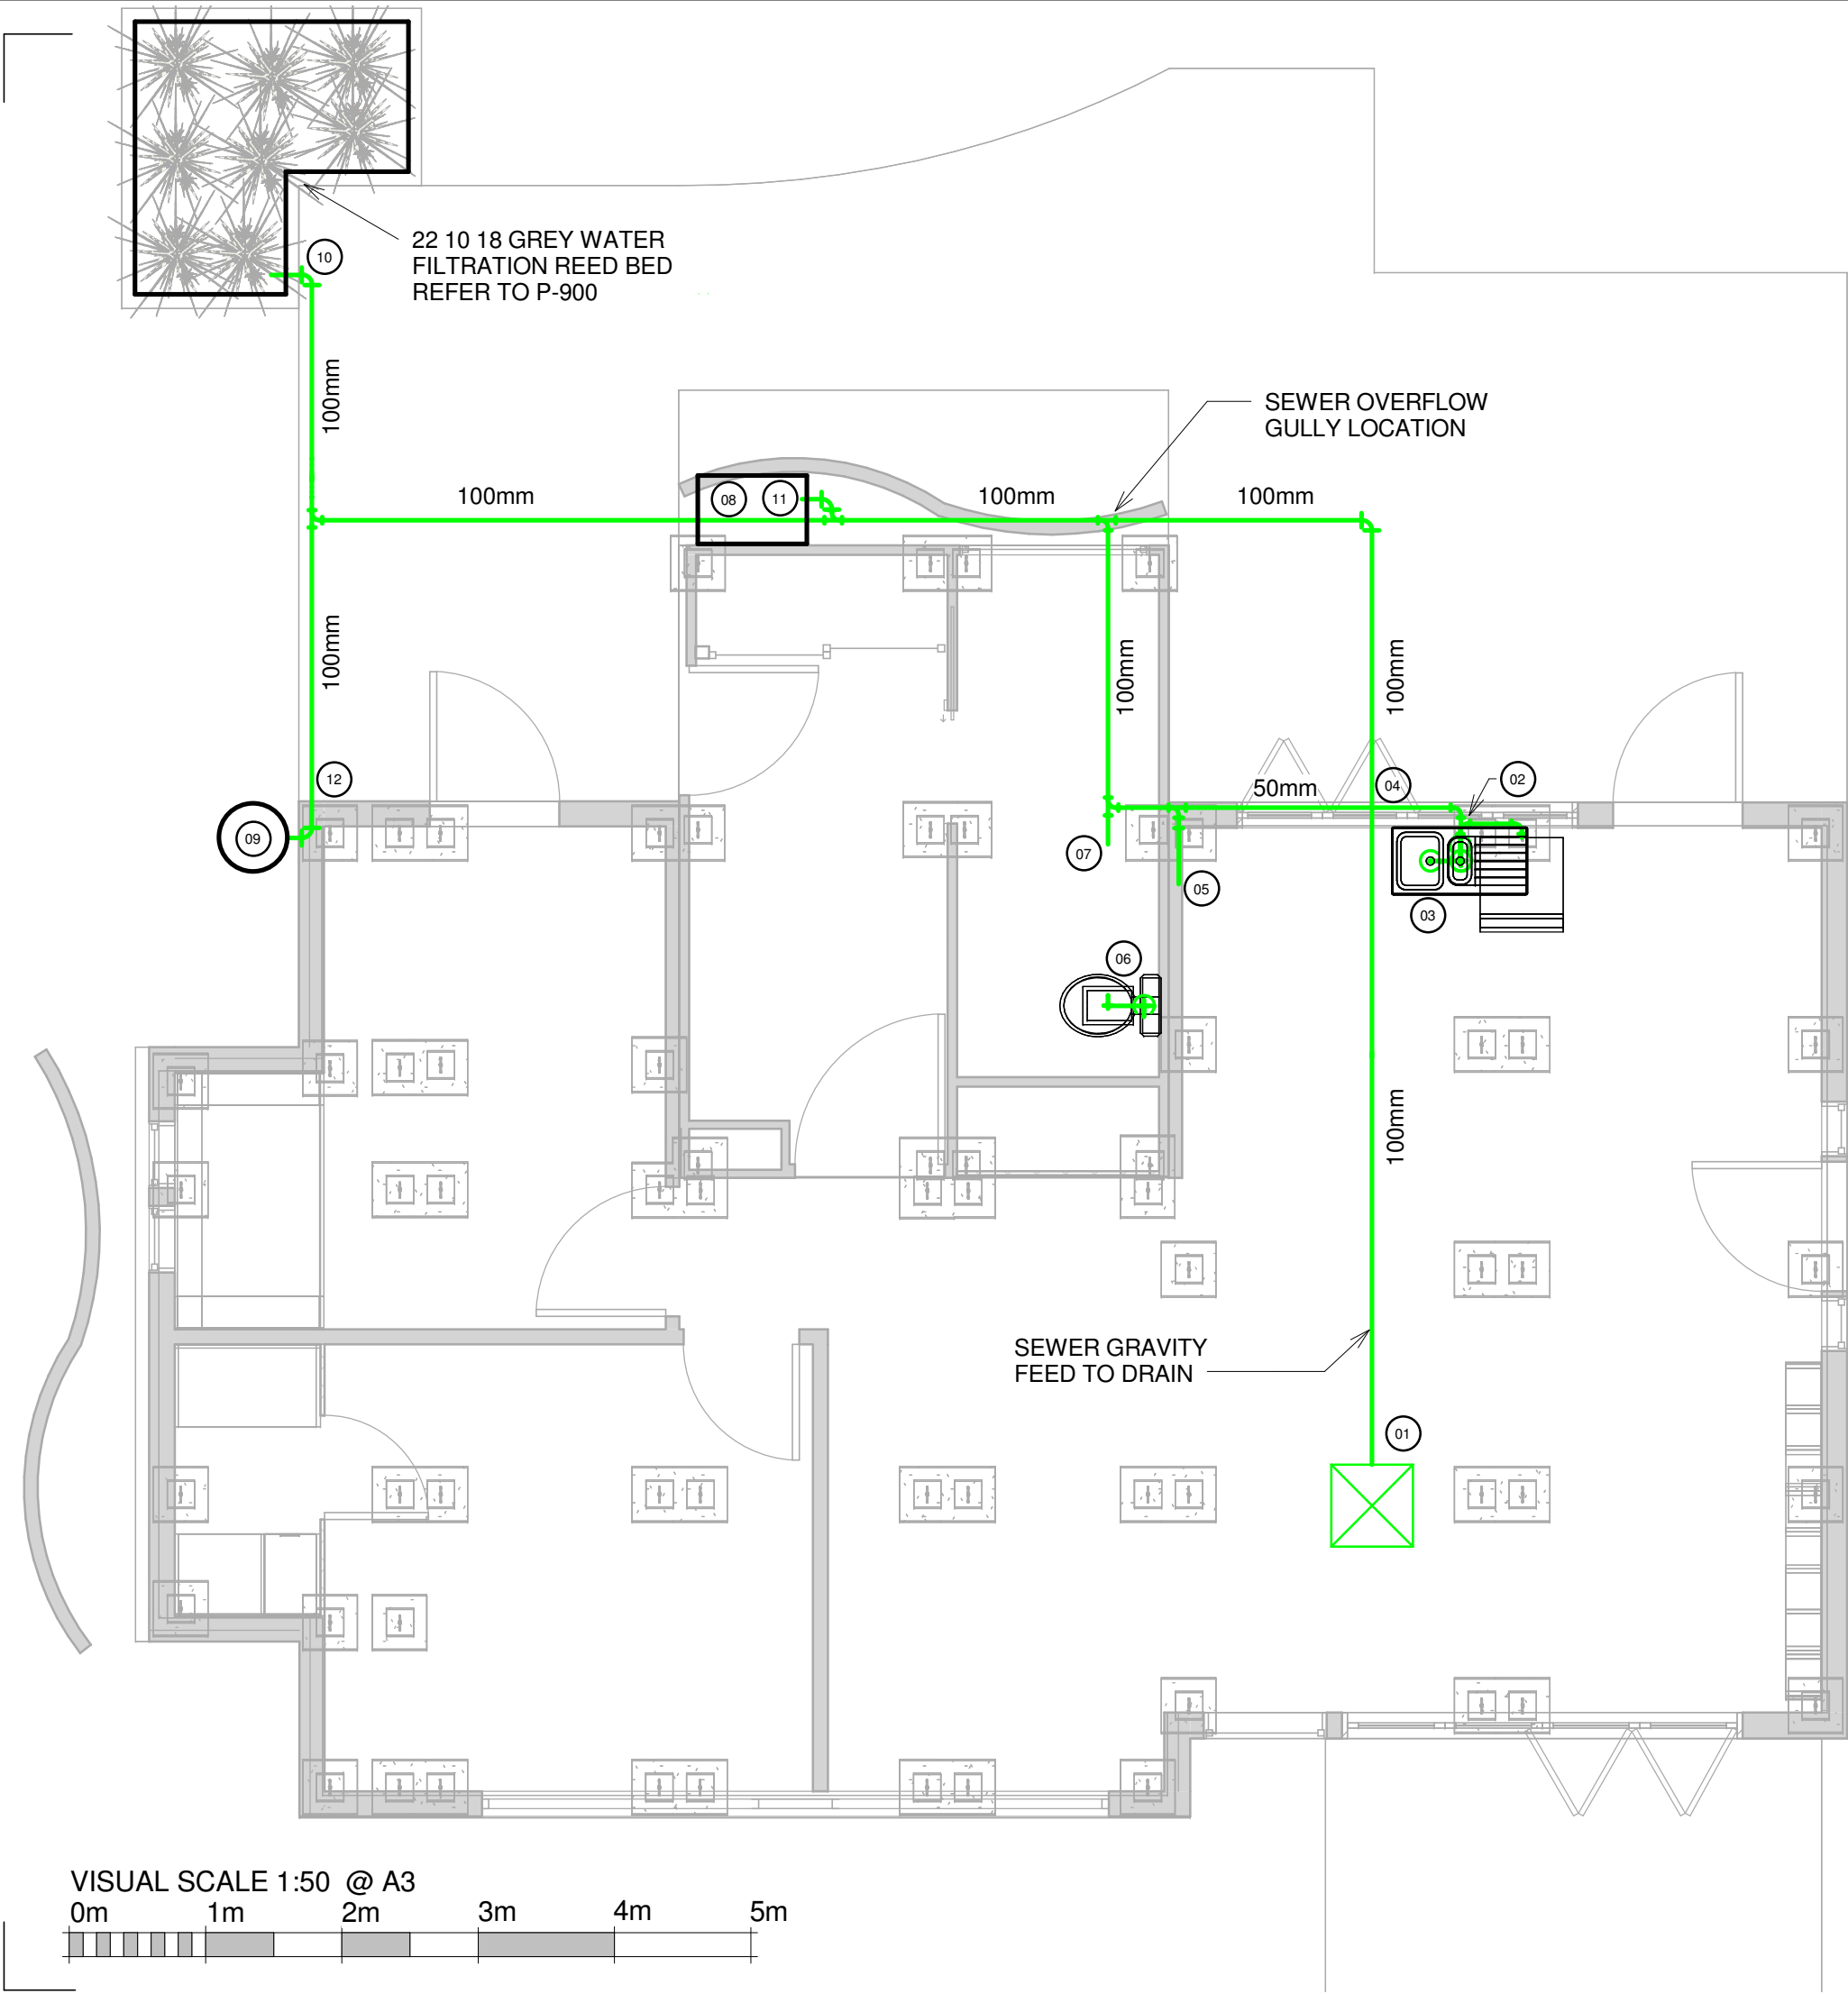 10
22 10 18 GREY WATER
FILTRATION REED BED
REFER TO P-900
100mm
SEWER OVERFLOW
GULLY LOCATION
100mm
08
11
100mm
100mm
100mm
100mm
100mm
12
50mm
04
02
09
07
05
03
06
100mm
SEWER GRAVITY
FEED TO DRAIN
01
VISUAL SCALE 1:50 @ A3
0m 1m 2m 3m 4m 5m